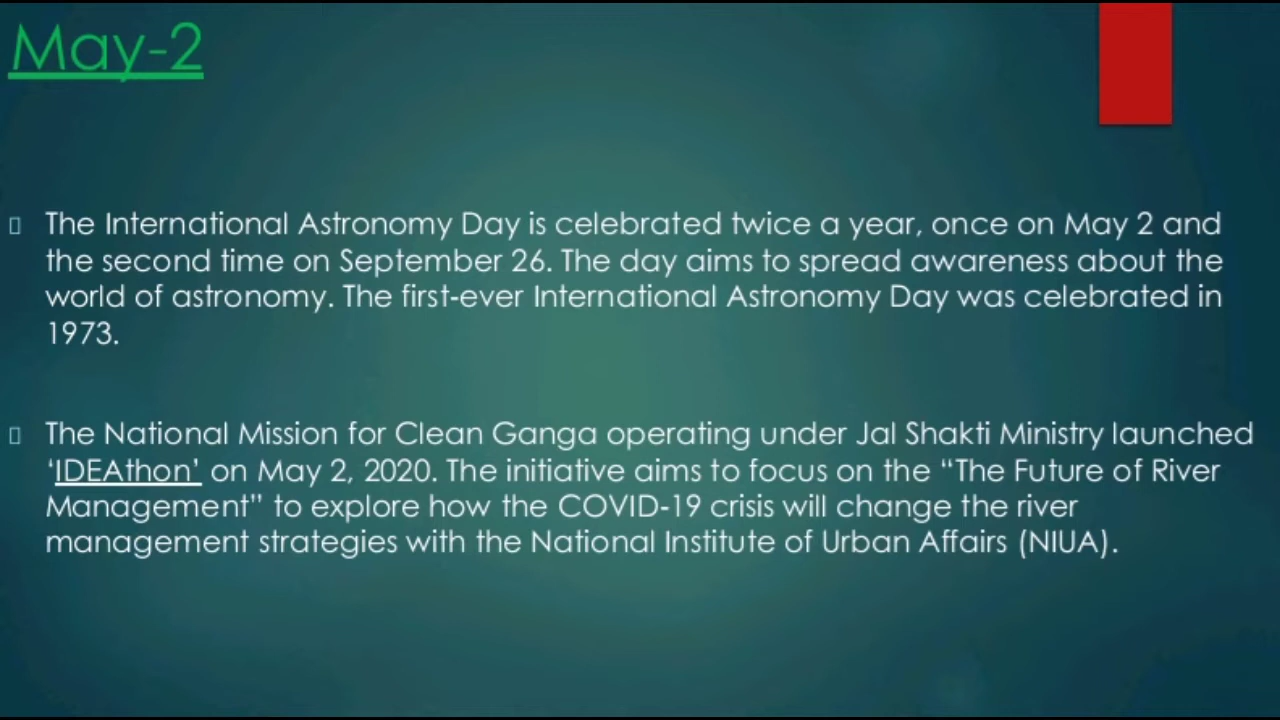 May-2
The International Astronomy Day is celebrated twice a year, once on May 2 and
the second time on September 26. The day aims to spread awareness about the
world of astronomy. The first-ever International Astronomy Day was celebrated in
1973.
The National Mission for Clean Ganga operating under Jal Shakti Ministry launched
‘IDEAthon’ on May 2, 2020. The initiative aims to focus on the “The Future of River
Management” to explore how the COVID-19 crisis will change the river
management strategies with the National Institute of Urban Affairs (NIUA).